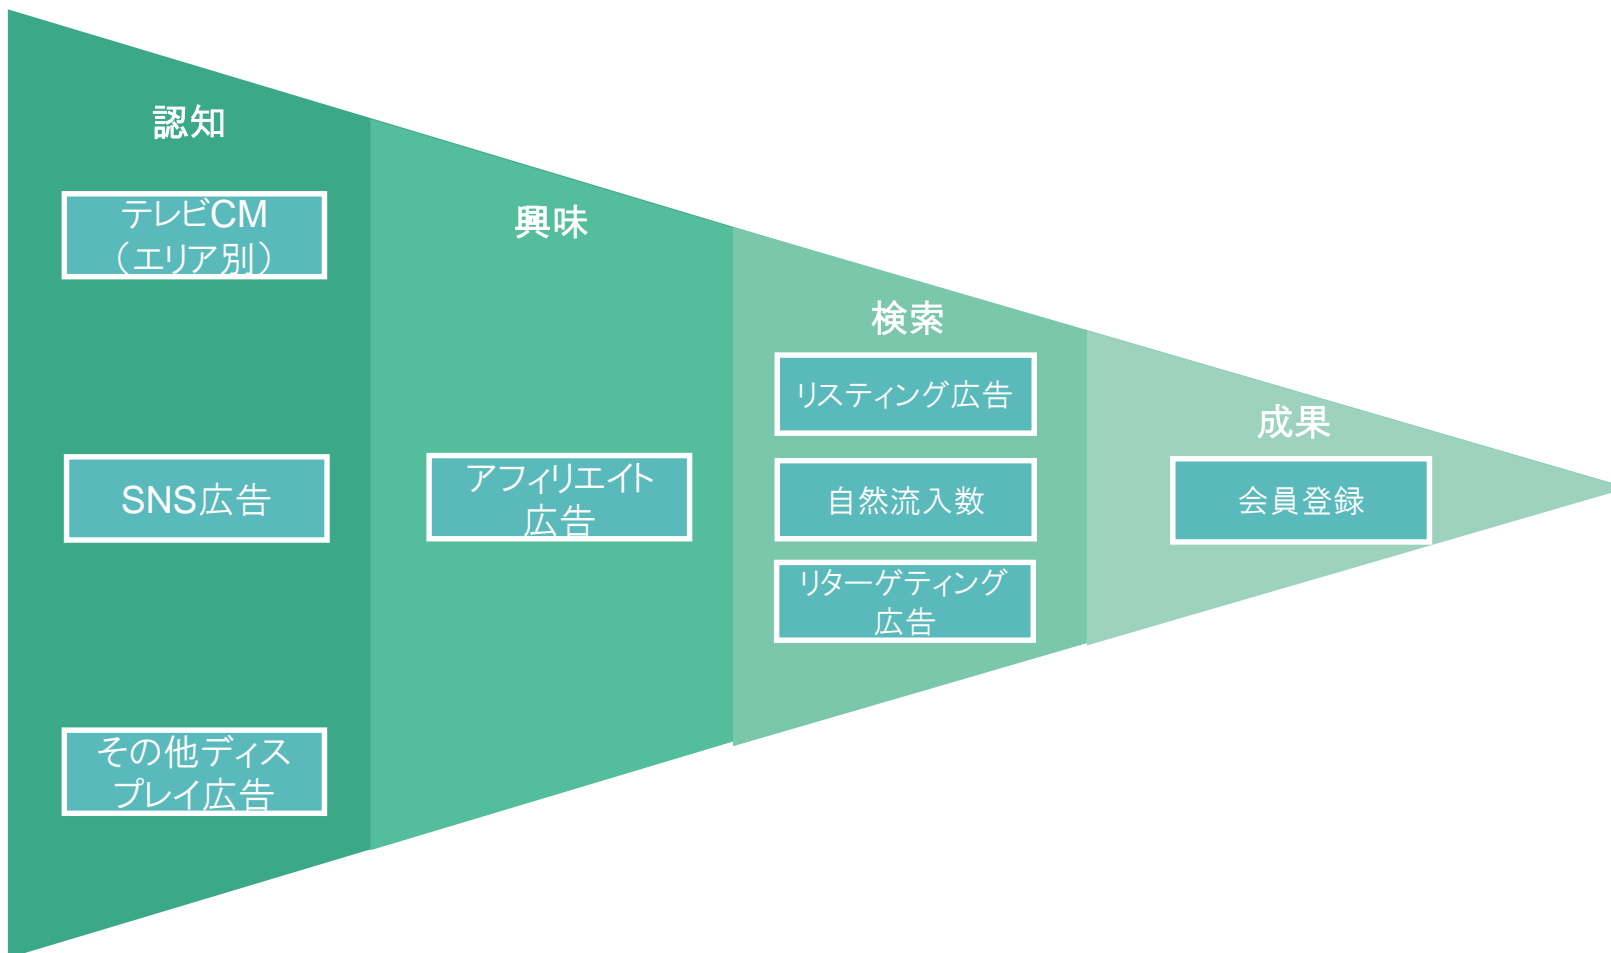 認知
テレビCM
（エリア別）
SNS広告
その他ディス
プレイ広告
興味
アフィリエイト
広告
検索
リスティング広告
自然流入数
リターゲティング
広告
成果
会員登録